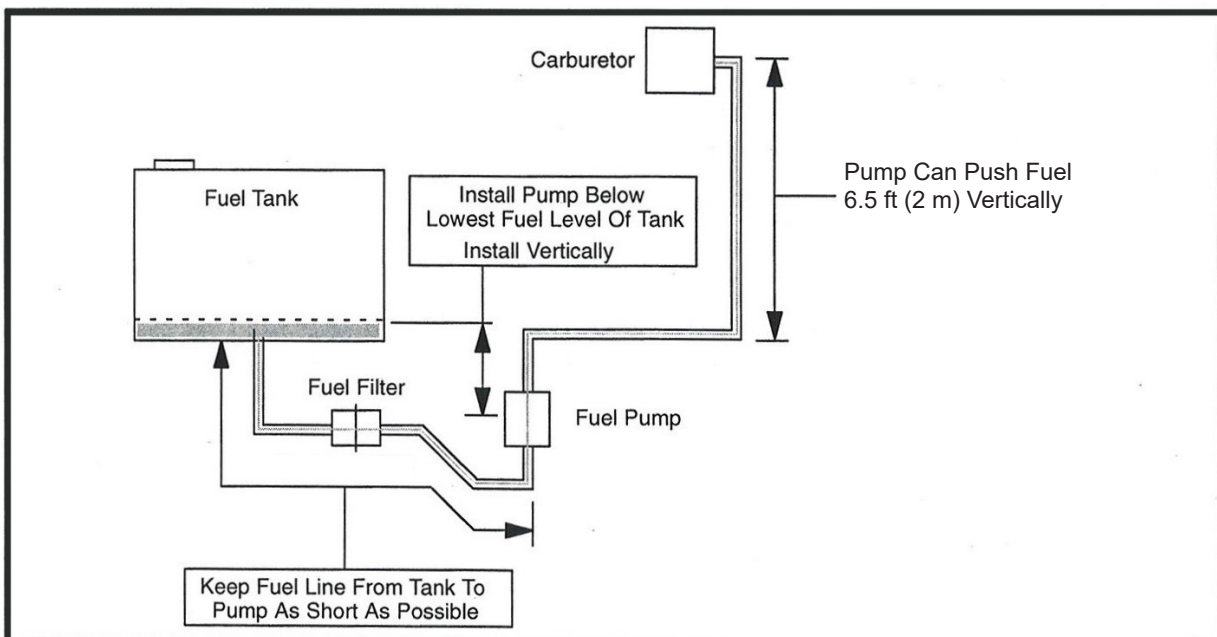 Carburetor
Pump Can Push Fuel
6.5 ft (2 m) Vertically
Fuel Tank
Install Pump Below
Lowest Fuel Level Of Tank
Install Vertically
Fuel Filter
Fuel Pump
Keep Fuel Line From Tank To
Pump As Short As Possible